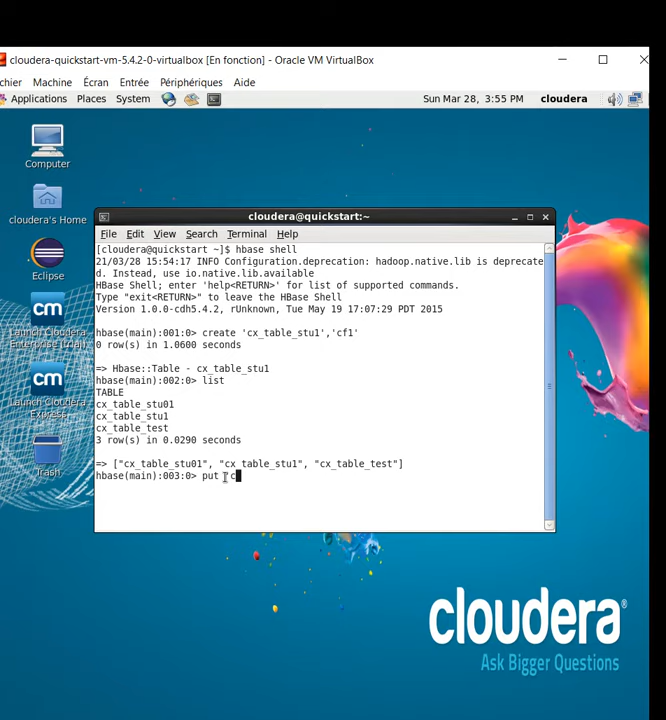 cloudera-quickstart-vm-5.4.2-0-virtualbox [En fonction] - Oracle VM VirtualBox
chier Machine Écran Entrée Périphériques Aide
Applications Places System Sun Mar 28, 3:55 PM cloudera
Computer
cloudera's Home
Eclipse
cm
Launch Cloudera
Enterprise (trial)
cm
Launch Cloudera
Express
Trash
cloudera@quickstart:~
File Edit View Search Terminal Help
[cloudera@quickstart ~]$ hbase shell
21/03/28 15:54:17 INFO Configuration.deprecation: hadoop.native.lib is deprecate
d. Instead, use io.native.lib.available
HBase Shell; enter 'help<RETURN>' for list of supported commands.
Type "exit<RETURN>" to leave the HBase Shell
Version 1.0.0-cdh5.4.2, rUnknown, Tue May 19 17:07:29 PDT 2015
hbase(main):001:0> create 'cx_table_stu1','cf1'
0 row(s) in 1.0600 seconds
=> Hbase::Table - cx_table_stu1
hbase(main):002:0> list
TABLE
cx_table_stu01
cx_table_stu1
cx_table_test
3 row(s) in 0.0290 seconds
=> ["cx_table_stu01", "cx_table_stu1", "cx_table_test"]
hbase(main):003:0> put 'c
cloudera®
Ask Bigger Questions